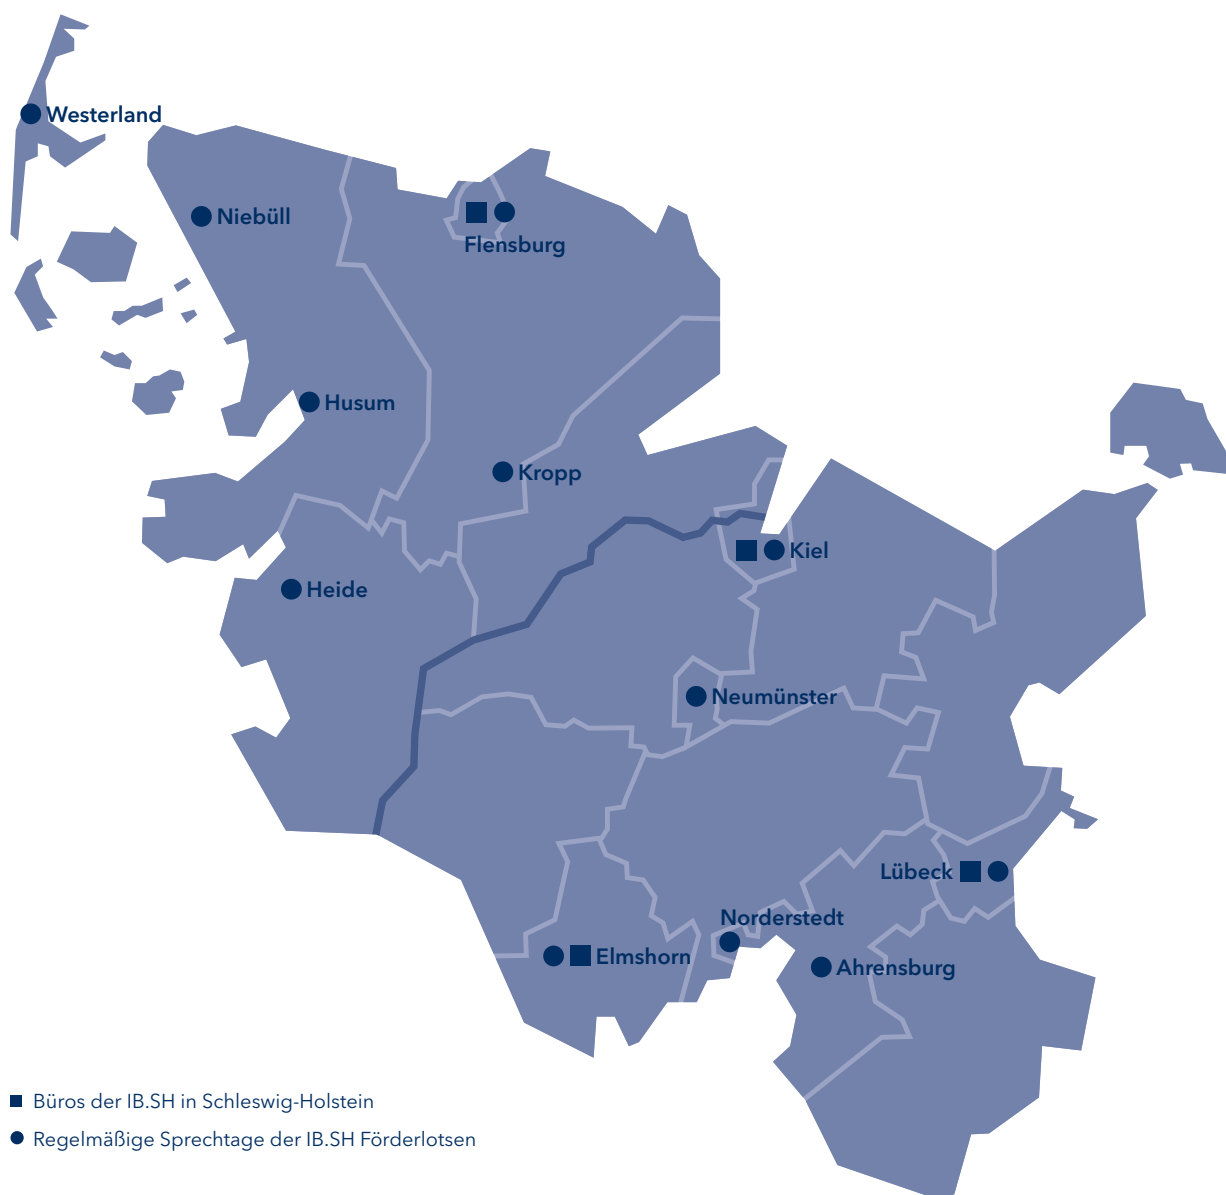 Westerland
Niebüll
Flensburg
Husum
Kropp
Kiel
Heide
Neumünster
Lübeck
Norderstedt
Elmshorn
Ahrensburg
Büros der IB.SH in Schleswig-Holstein
Regelmäßige Sprechtage der IB.SH Förderlotsen